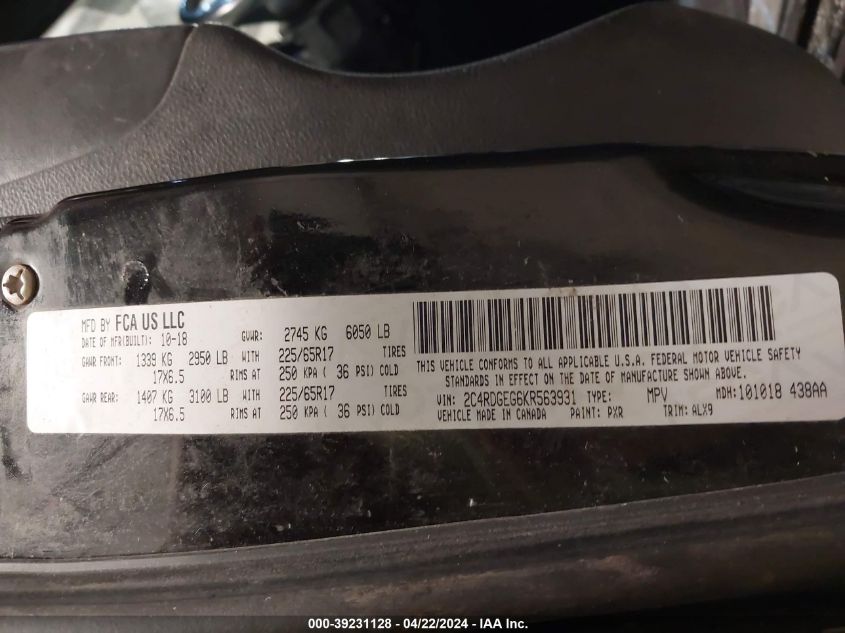 MFD BY FCA US LLC
DATE OF MFR(BUILT): 10-18 GVWR: 2745 KG 6050 LB
GAWR FRONT: 1339 KG 2950 LB WITH 225/65R17 TIRES
17X6.5 RIMS AT 250 KPA ( 36 PSI) COLD
GAWR REAR: 1407 KG 3100 LB WITH 225/65R17 TIRES
17X6.5 RIMS AT 250 KPA ( 36 PSI) COLD
THIS VEHICLE CONFORMS TO ALL APPLICABLE U.S.A. FEDERAL MOTOR VEHICLE SAFETY
STANDARDS IN EFFECT ON THE DATE OF MANUFACTURE SHOWN ABOVE.
VIN: 2C4RDGEG6KR563931 TYPE: MPV MDH:101018 438AA
VEHICLE MADE IN CANADA PAINT: PXR TRIM: ALX9
000-39231128 - 04/22/2024 - IAA Inc.